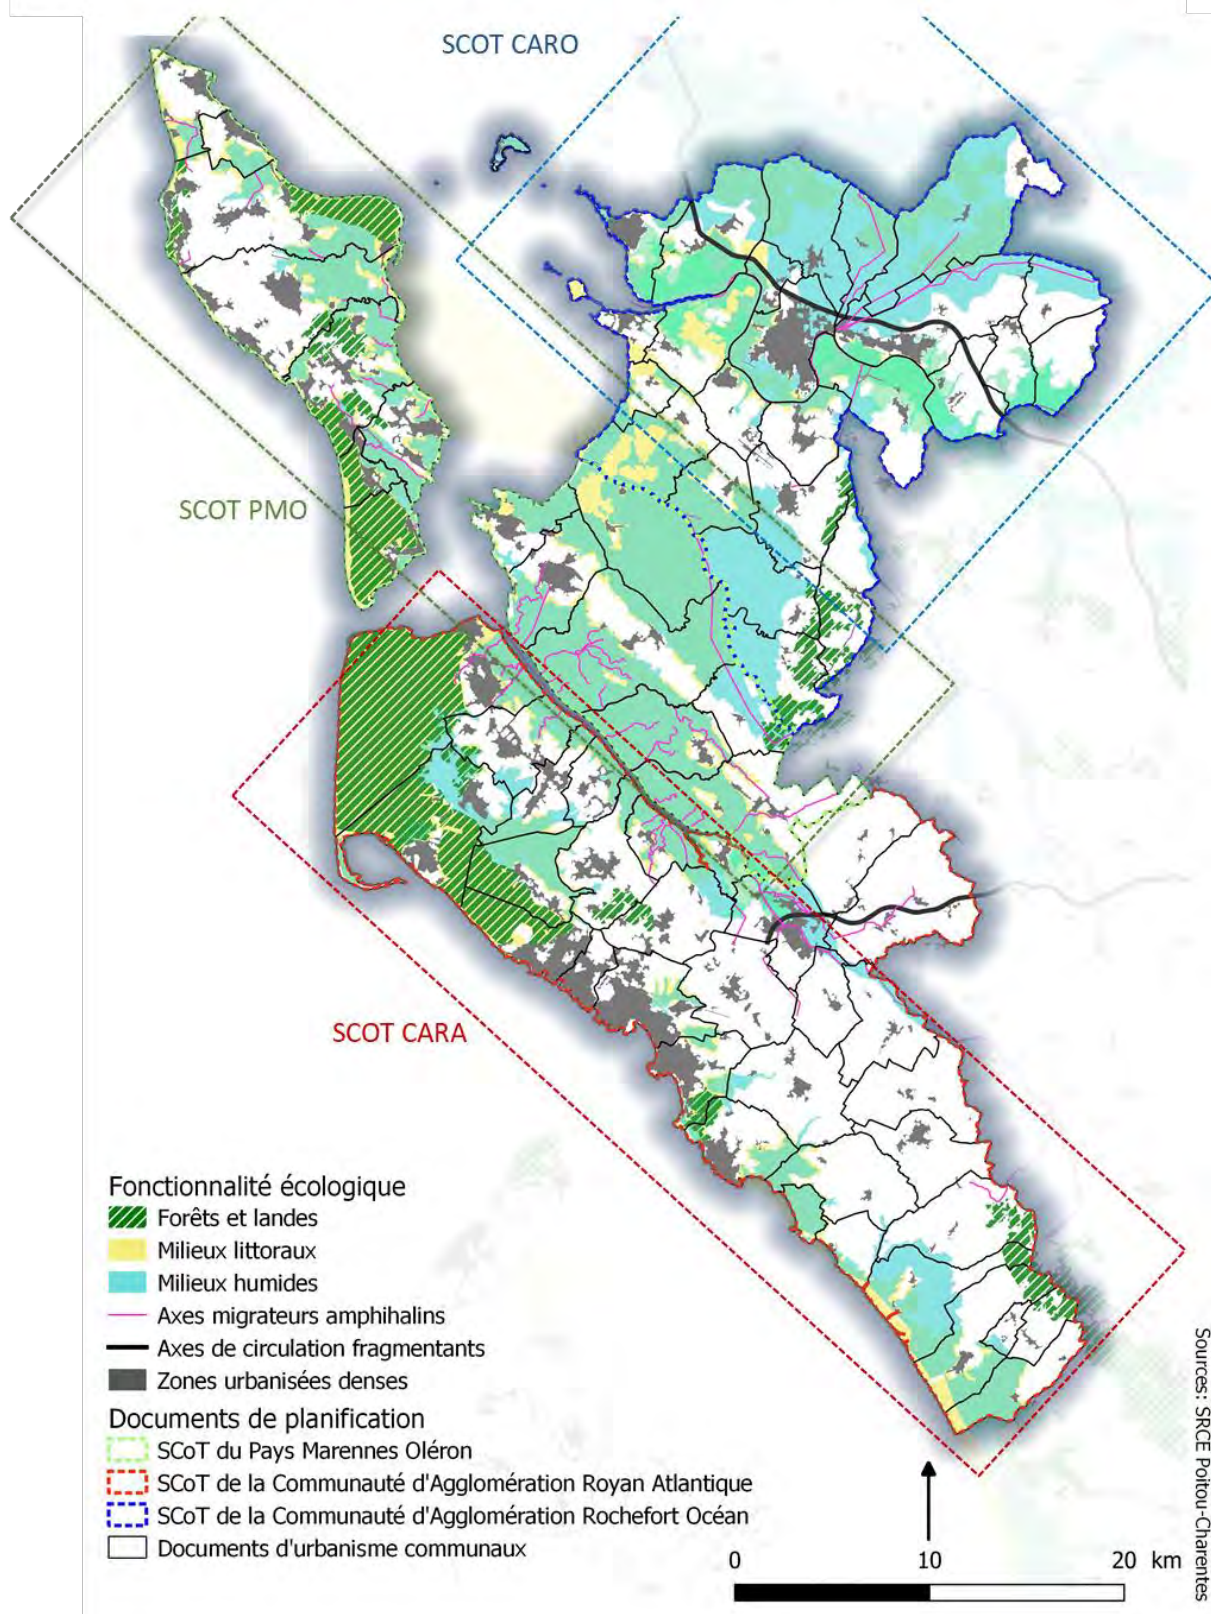 SCOT CARO
SCOT PMO
SCOT CARA
Fonctionnalité écologique
Forêts et landes
Milieux littoraux
Milieux humides
Axes migrateurs amphihalins
Axes de circulation fragmentants
Zones urbanisées denses
Documents de planification
SCoT du Pays Marennes Oléron
SCoT de la Communauté d'Agglomération Royan Atlantique
SCoT de la Communauté d'Agglomération Rochefort Océan
Documents d'urbanisme communaux
0 10 20 km
Sources: SRCE Poitou-Charentes